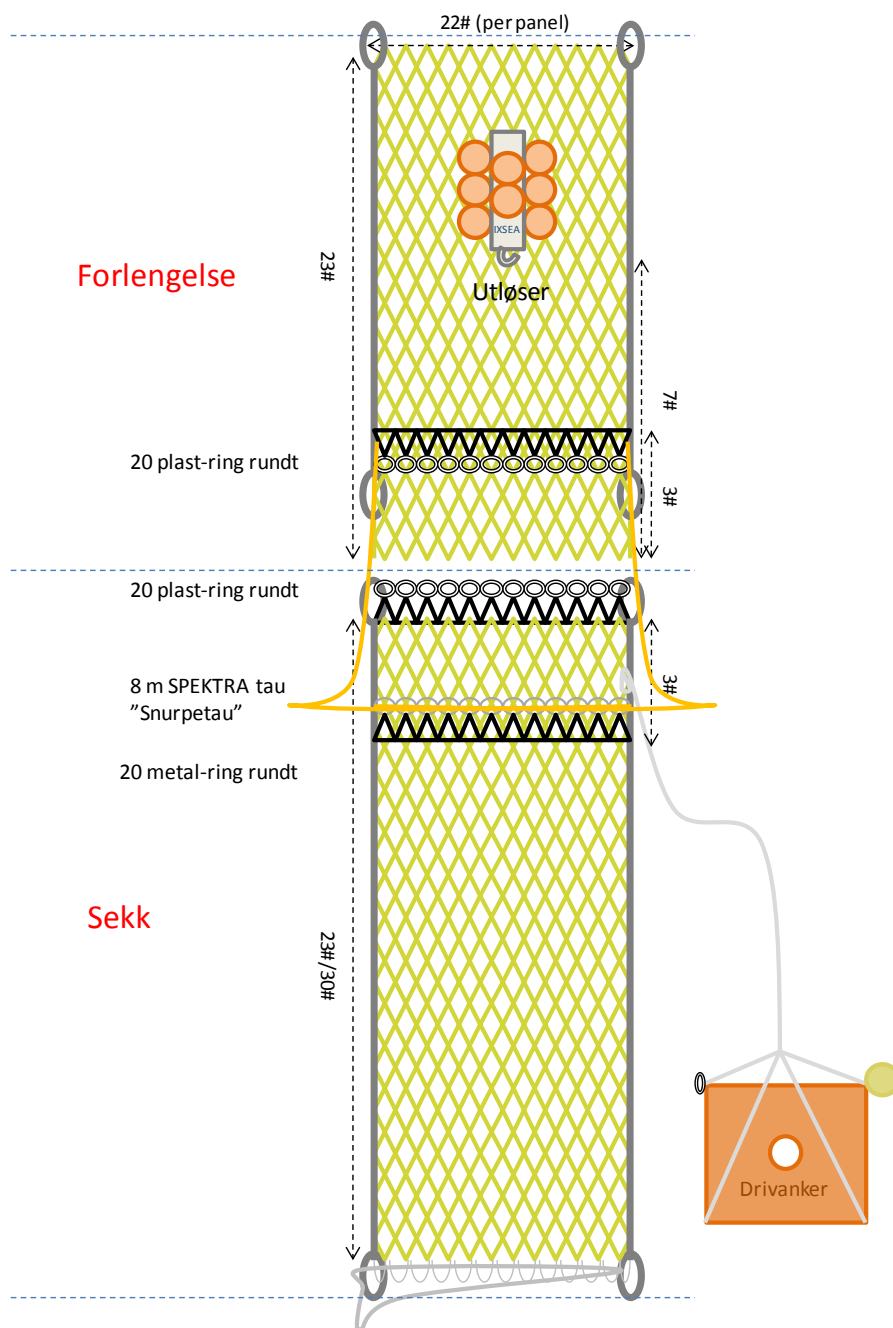 22# (per panel)
IXSEA
Utløser
23#
Forlengelse
7#
20 plast-ring rundt
3#
20 plast-ring rundt
8 m SPEKTRA tau
”Snurpetau”
3#
20 metal-ring rundt
Sekk
23#/30#
Drivanker